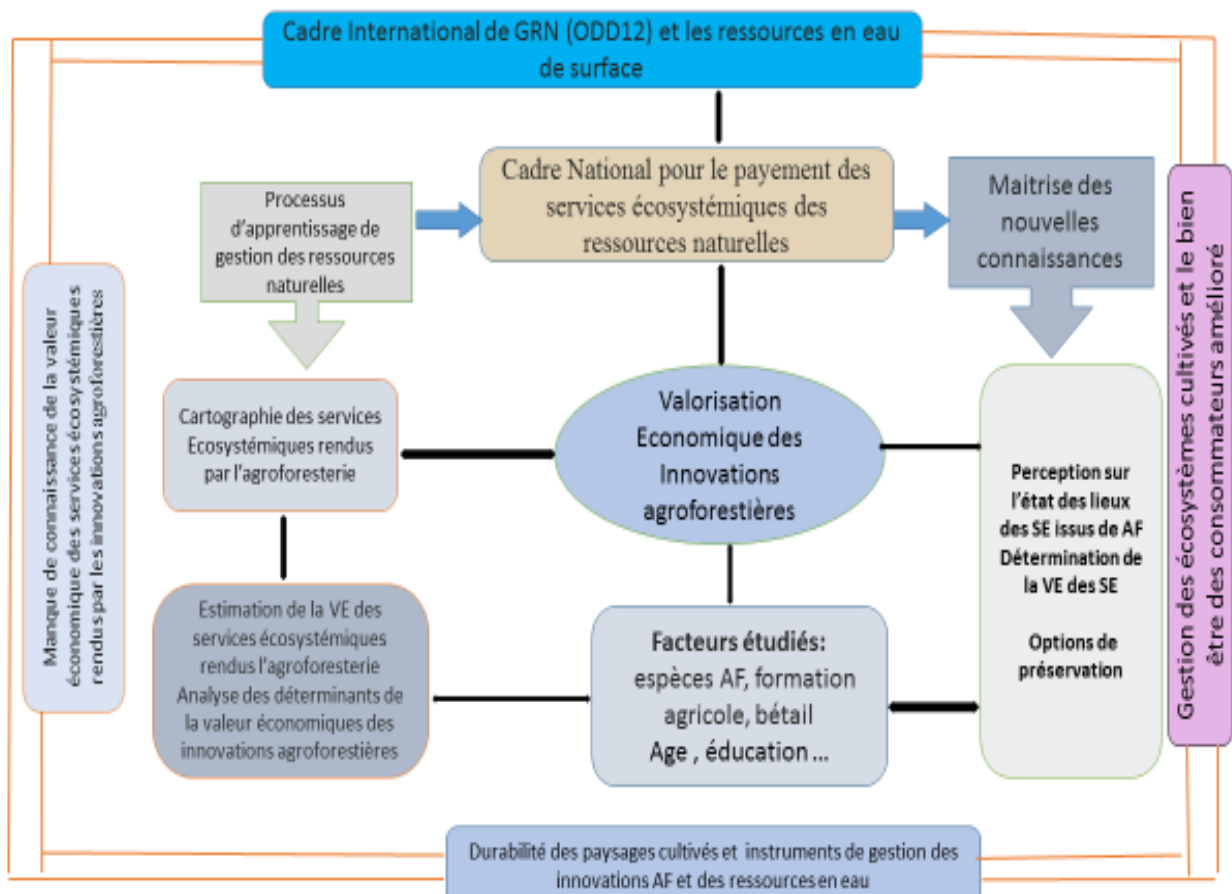 Cadre International de GRN (ODD12) et les ressources en eau
de surface
Cadre National pour le payement des
services écosystémiques des
ressources naturelles
Processus
d'apprentissage de
gestion des ressources
naturelles
Maitrise des
nouvelles
connaissances
Manque de connaissance de la valeur
économique des services écosystémiques
rendus par les innovations agroforestières
Gestion des écosystèmes cultivés et le bien
être des consommateurs amélioré
Cartographie des services
Ecosystémiques rendus
par l'agroforesterie
Valorisation
Economique des
Innovations
agroforestières
Perception sur
l'état des lieux
des SE issus de AF
Détermination de
la VE des SE
Options de
préservation
Estimation de la VE des
services écosystémiques
rendus l'agroforesterie
Analyse des déterminants de
la valeur économiques des
innovations agroforestières
Facteurs étudiés:
espèces AF, formation
agricole, bétail
Age , éducation ...
Durabilité des paysages cultivés et instruments de gestion des
innovations AF et des ressources en eau